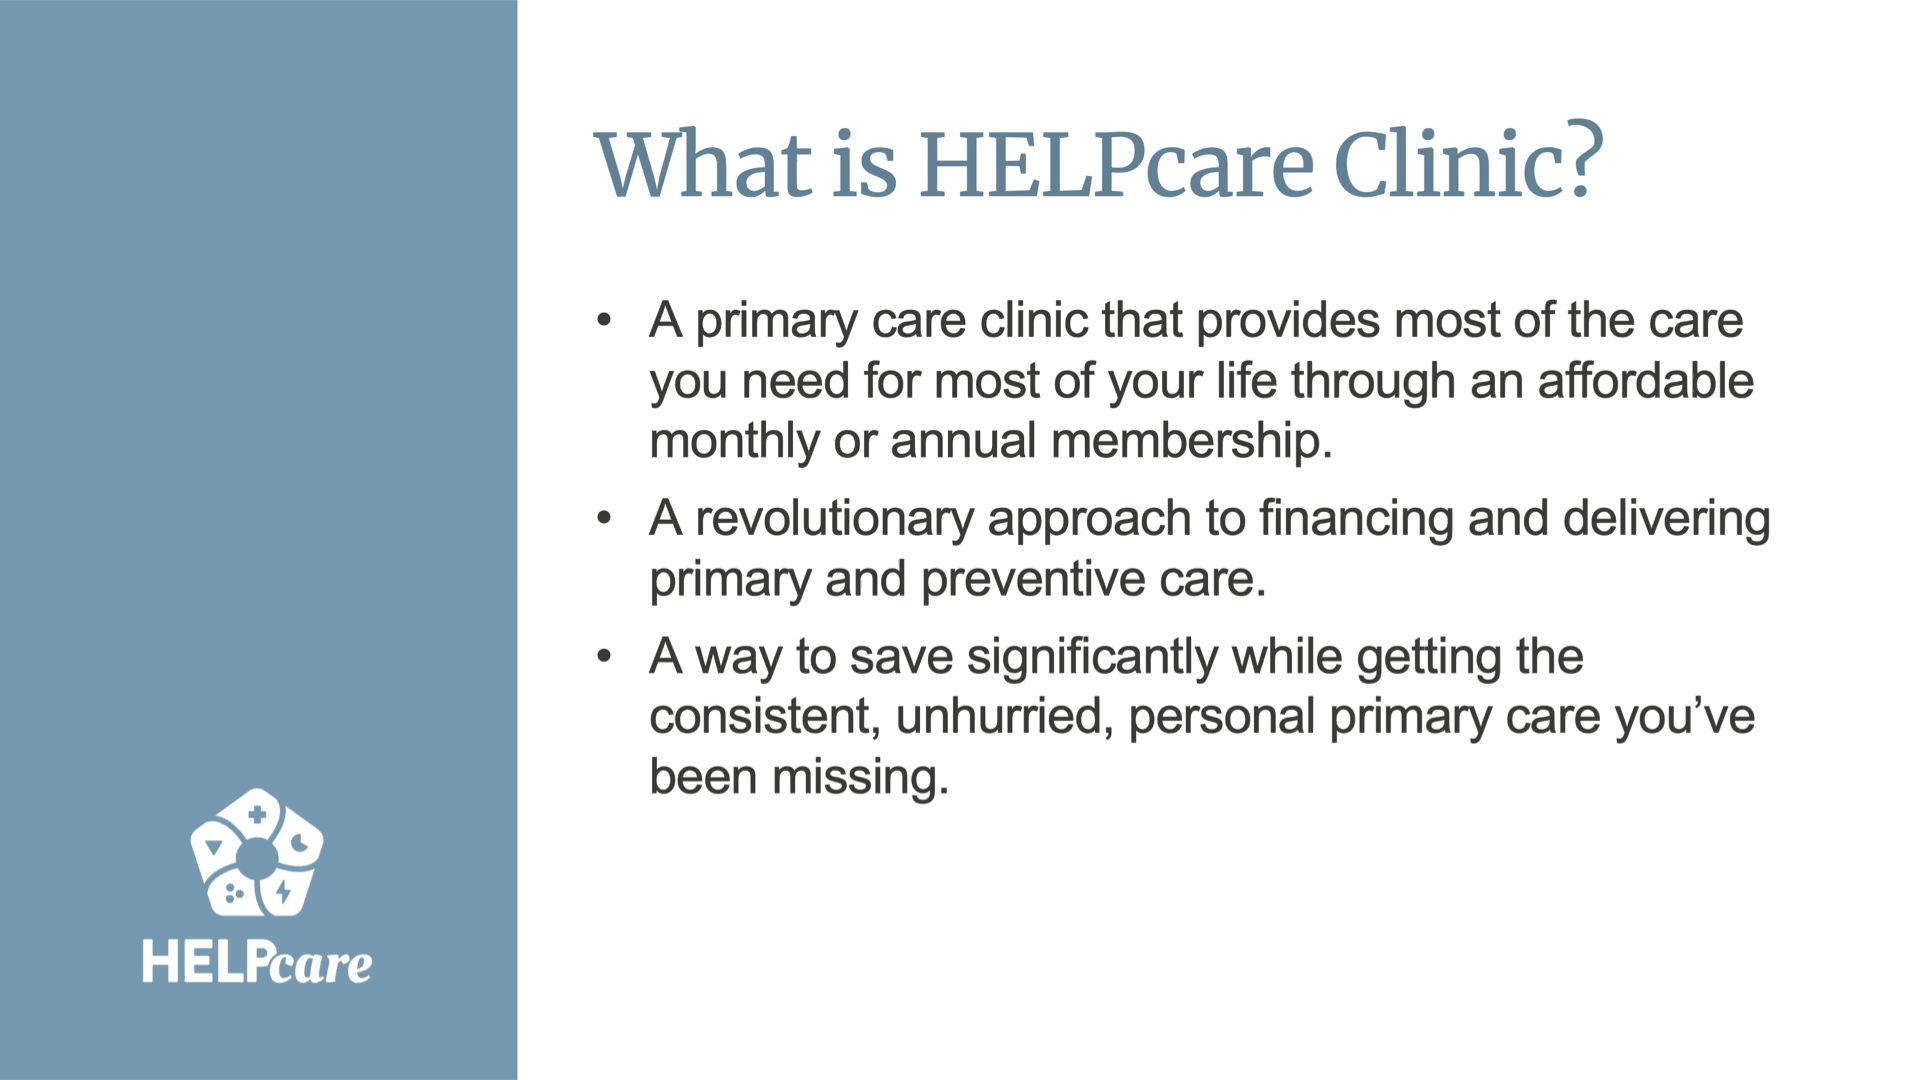 What is HELPcare Clinic?
• A primary care clinic that provides most of the care
you need for most of your life through an affordable
monthly or annual membership.
• A revolutionary approach to financing and delivering
primary and preventive care.
• A way to save significantly while getting the
consistent, unhurried, personal primary care you’ve
been missing.
HELPcare